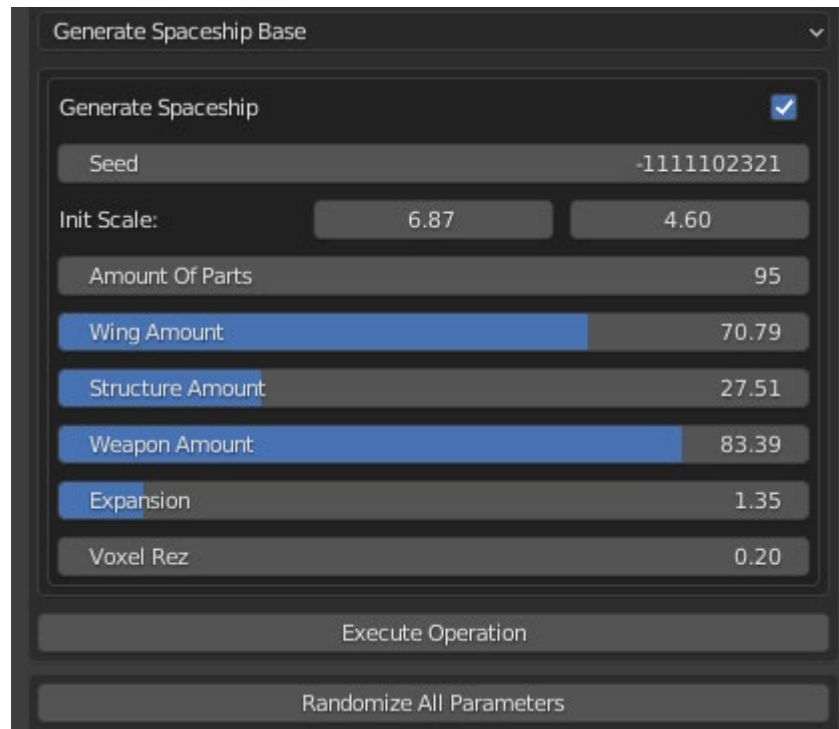 Generate Spaceship Base
Generate Spaceship
Seed -1111102321
Init Scale: 6.87 4.60
Amount Of Parts 95
Wing Amount 70.79
Structure Amount 27.51
Weapon Amount 83.39
Expansion 1.35
Voxel Rez 0.20
Execute Operation
Randomize All Parameters